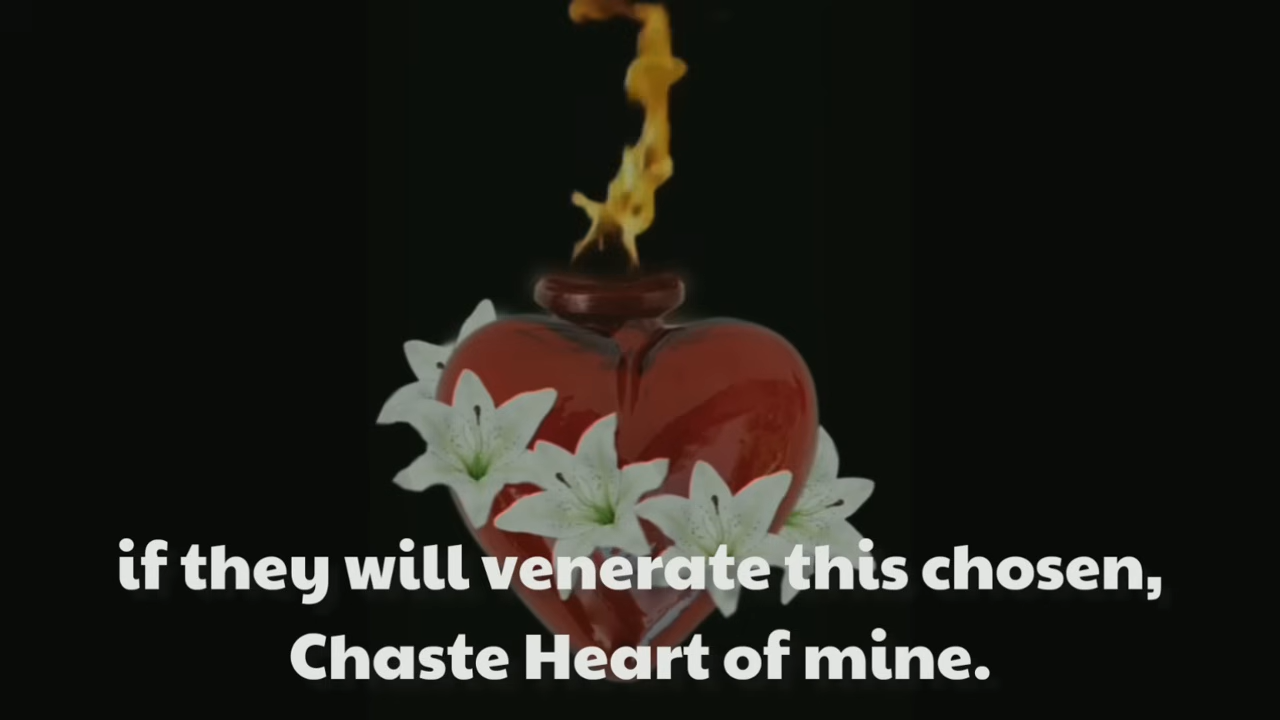 if they will venerate this chosen,
Chaste Heart of mine.